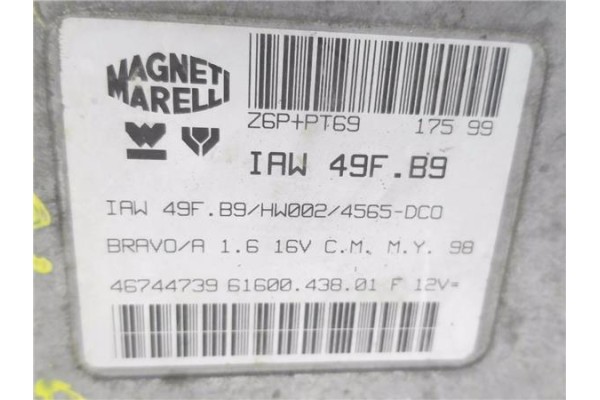 MAGNETI
MARELLI
Z6P+PT69 175 99
IAW 49F.B9
IAW 49F.B9/HW002/4565-DC0
BRAVO/A 1.6 16V C.M. M.Y. 98
46744739 61600.438.01 F 12V=